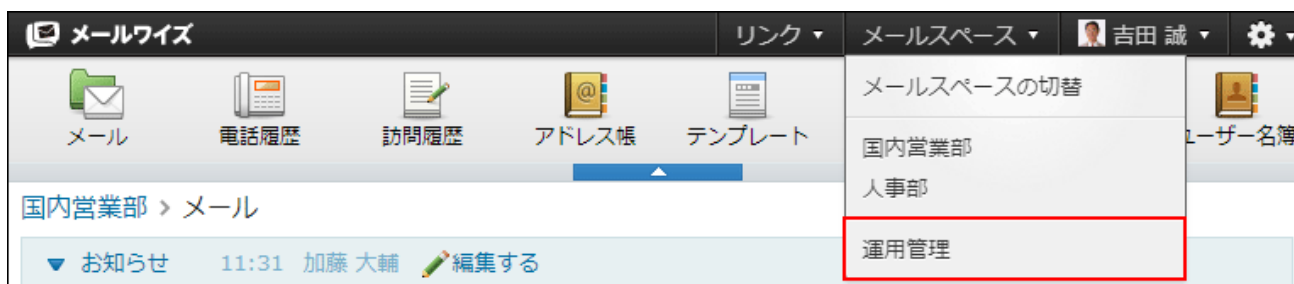 メールワイズ リンク ▾ メールスペース ▾ 吉田 誠 ▾
メール 電話履歴 訪問履歴 アドレス帳 テンプレート ーザー名簿
メールスペースの切替
国内営業部
人事部
運用管理
国内営業部 > メール
▼ お知らせ 11:31 加藤 大輔 編集する